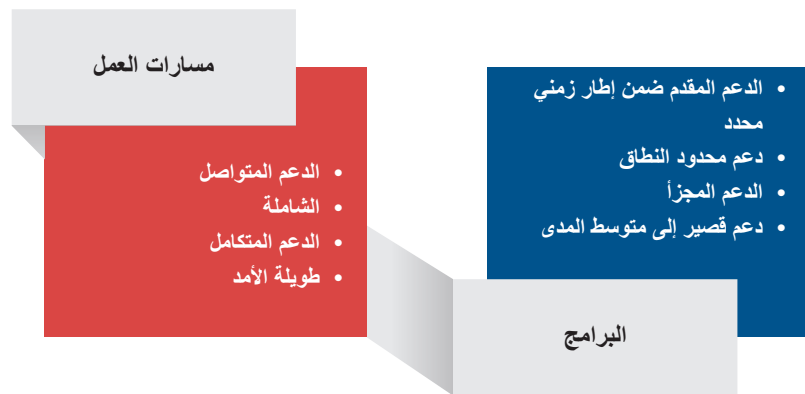 مسارات العمل
• الدعم المتواصل
• الشاملة
• الدعم المتكامل
• طويلة الأمد
• الدعم المقدم ضمن إطار زمني
محدد
• دعم محدود النطاق
• الدعم المجزأ
• دعم قصير إلى متوسط المدى
البرامج